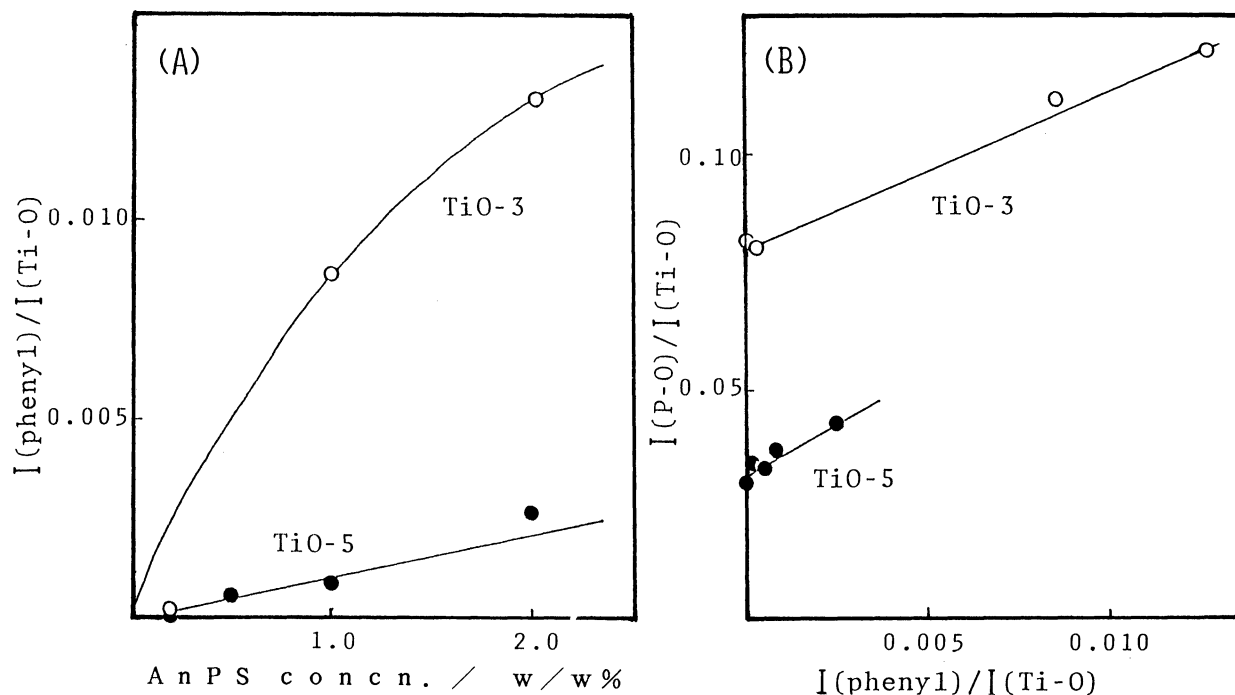 (A)
I(phenyl)/I(Ti-O)
0.010
0.005
TiO-3
TiO-5
1.0
2.0
AnPS concn. / w/w%
(B)
I(P-O)/I(Ti-O)
0.10
0.05
TiO-3
TiO-5
0.005
0.010
I(phenyl)/I(Ti-O)